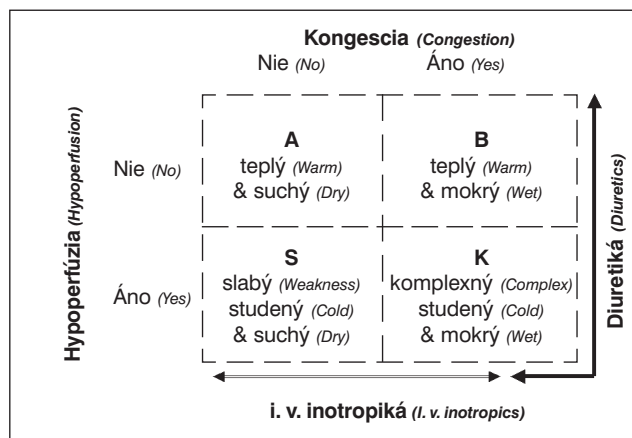 Kongescia (Congestion)
Nie (No) Áno (Yes)
Hypoperfúzia (Hypoperfusion)
Nie (No)
A
teplý (Warm)
& suchý (Dry)
B
teplý (Warm)
& mokrý (Wet)
Áno (Yes)
S
slabý (Weakness)
studený (Cold)
& suchý (Dry)
K
komplexný (Complex)
studený (Cold)
& mokrý (Wet)
Diuretiká (Diuretics)
i. v. inotropiká (I. v. inotropics)